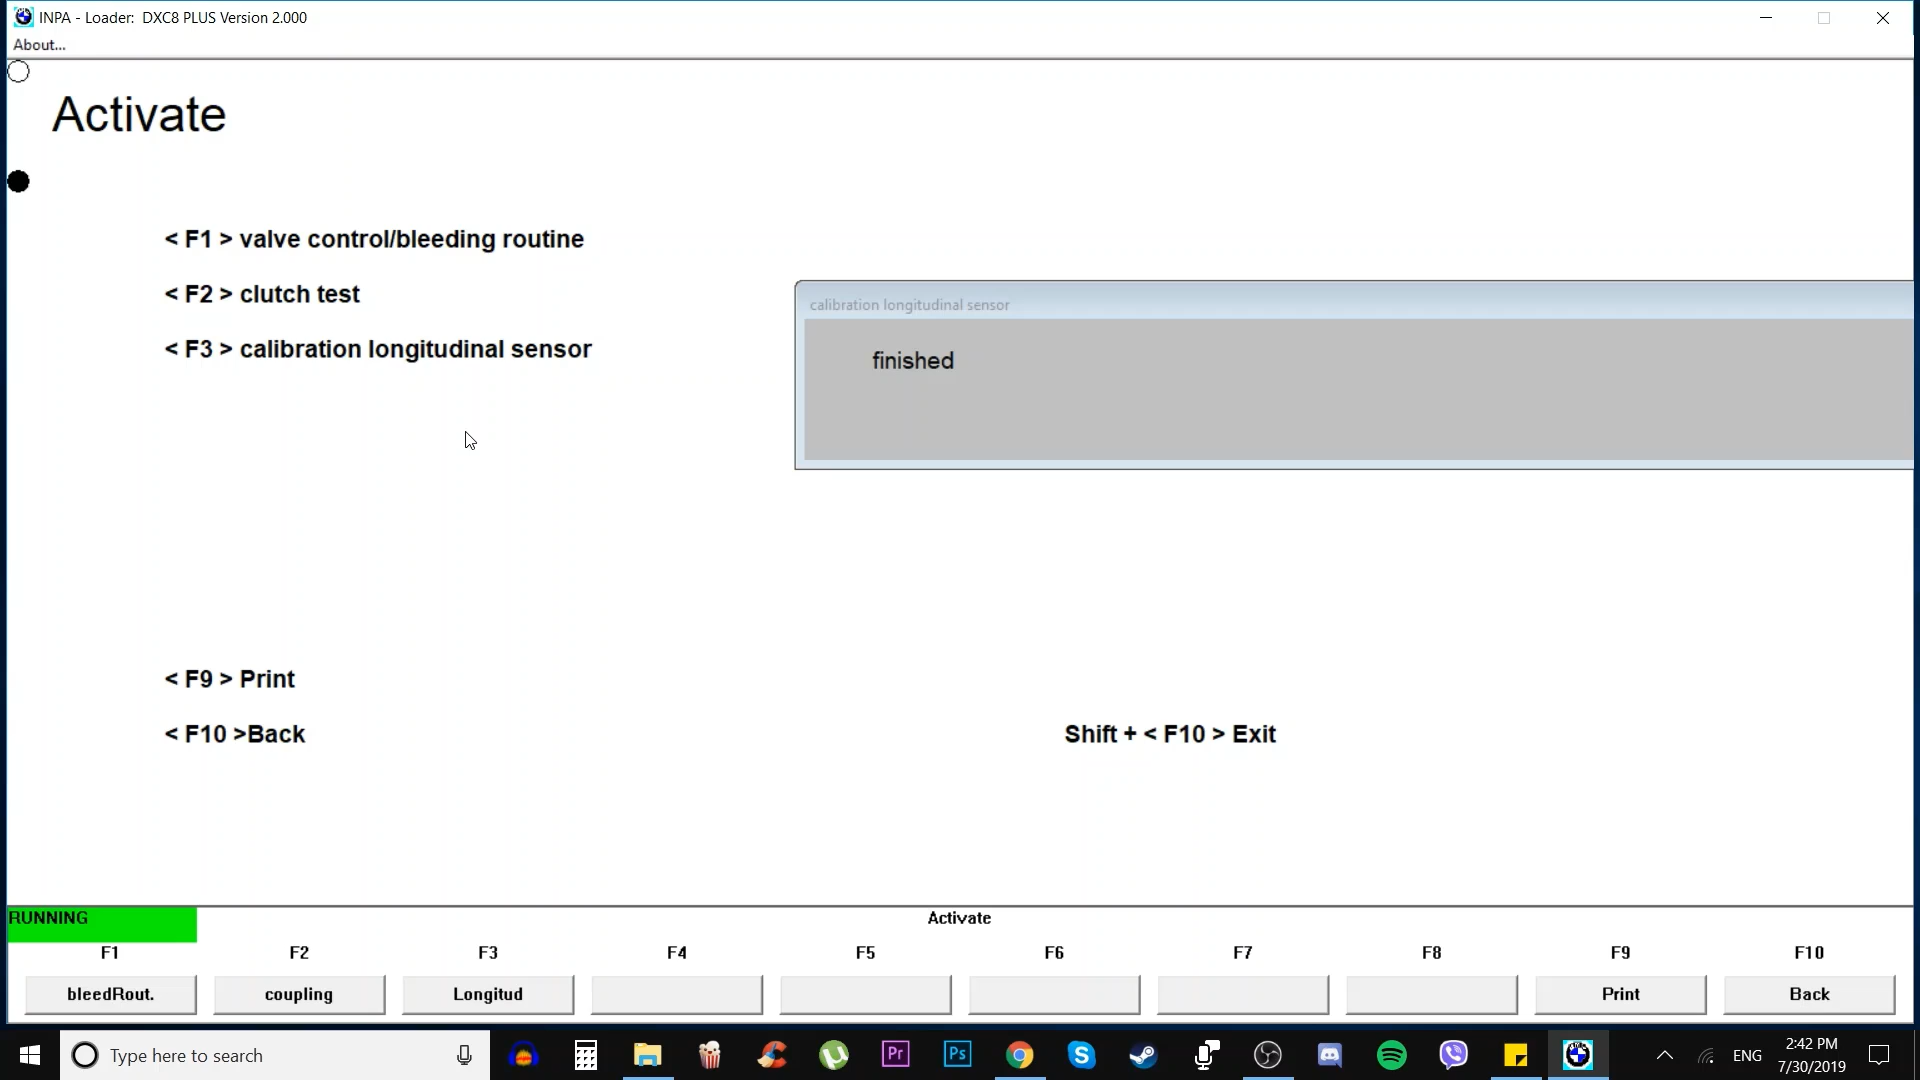 INPA - Loader:  DXC8 PLUS Version 2.000
About...
Activate
< F1 > valve control/bleeding routine
< F2 > clutch test
< F3 > calibration longitudinal sensor
calibration longitudinal sensor
finished
< F9 > Print
< F10 >Back
Shift + < F10 > Exit
RUNNING
Activate
F1 F2 F3 F4 F5 F6 F7 F8 F9 F10
bleedRout. coupling Longitud Print Back
Type here to search
Pr
Ps
ENG
2:42 PM
7/30/2019